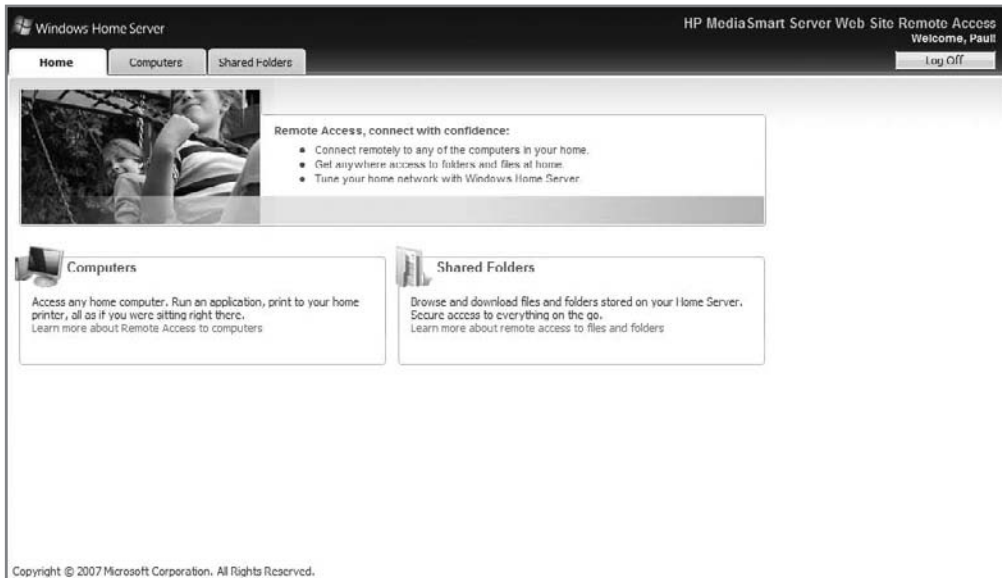 Windows Home Server
HP MediaSmart Server Web Site Remote Access
Welcome, Paul!
Log Off
Home
Computers
Shared Folders
Remote Access, connect with confidence:
Connect remotely to any of the computers in your home.
Get anywhere access to folders and files at home.
Tune your home network with Windows Home Server.
Computers
Access any home computer. Run an application, print to your home
printer, all as if you were sitting right there.
Learn more about Remote Access to computers
Shared Folders
Browse and download files and folders stored on your Home Server.
Secure access to everything on the go.
Learn more about remote access to files and folders
Copyright © 2007 Microsoft Corporation. All Rights Reserved.